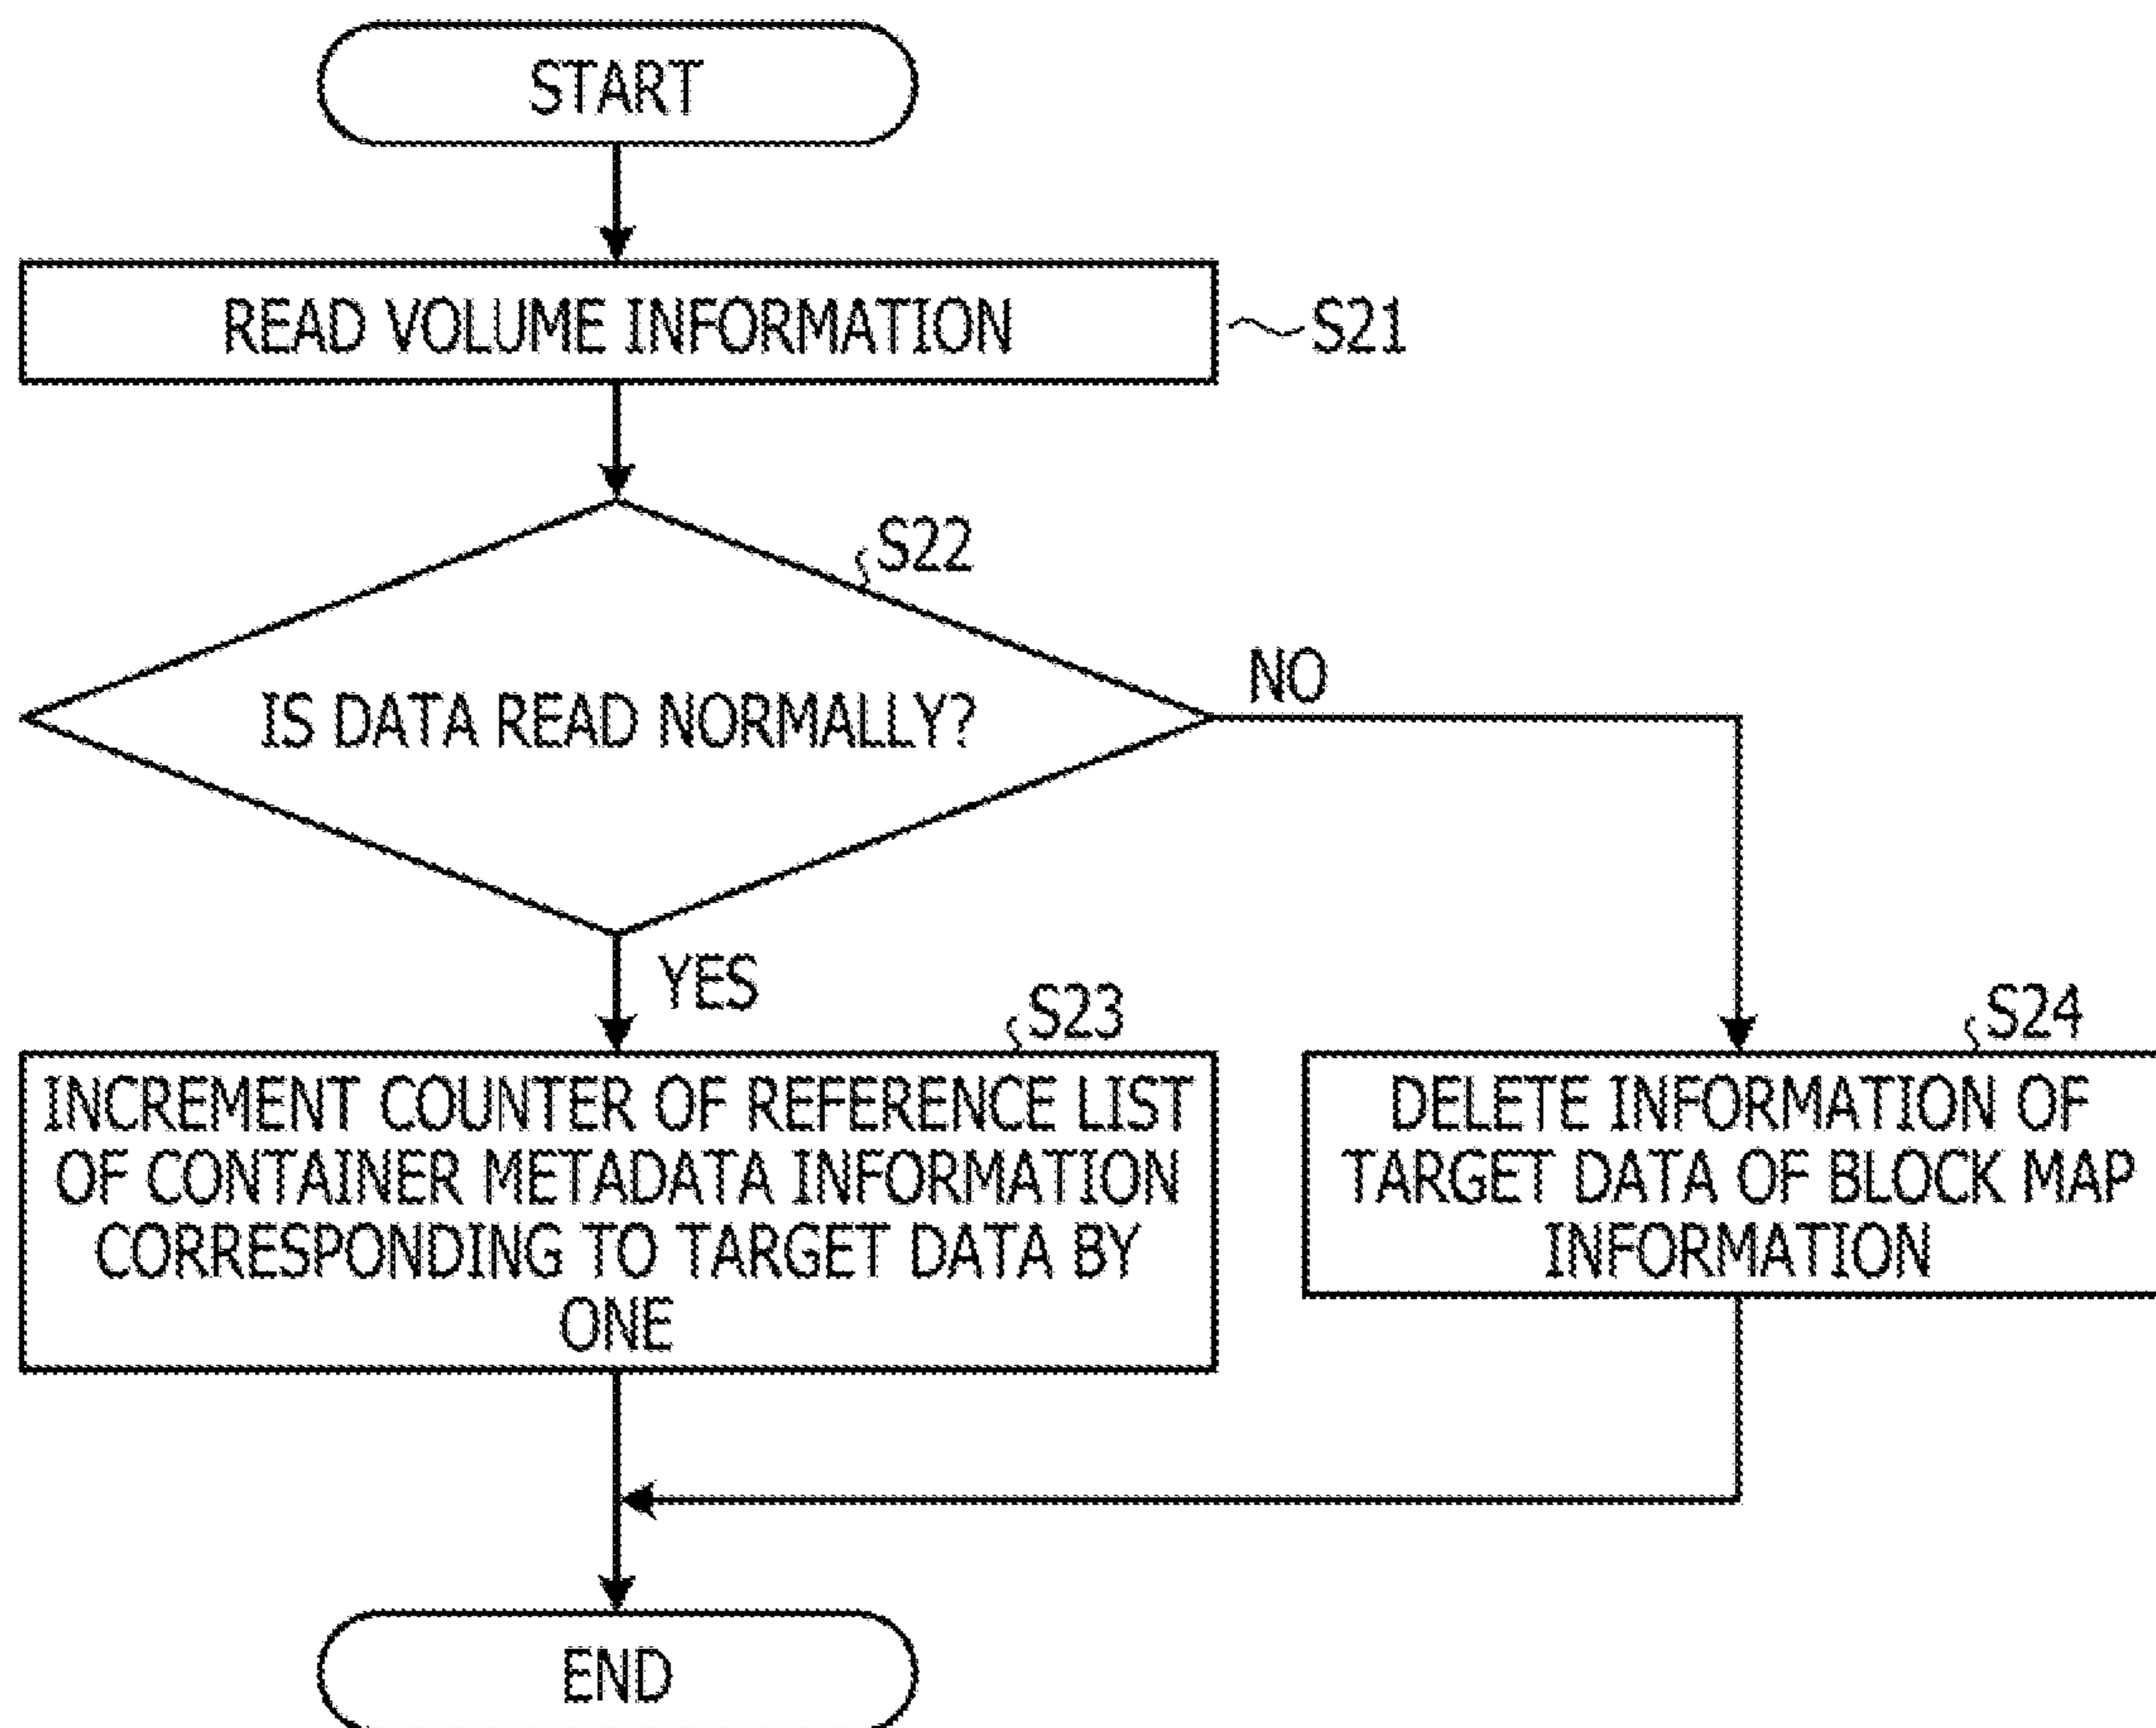 START
READ VOLUME INFORMATION
S21
S22
IS DATA READ NORMALLY?
NO
YES
S23
INCREMENT COUNTER OF REFERENCE LIST
OF CONTAINER METADATA INFORMATION
CORRESPONDING TO TARGET DATA BY
ONE
S24
DELETE INFORMATION OF
TARGET DATA OF BLOCK MAP
INFORMATION
END